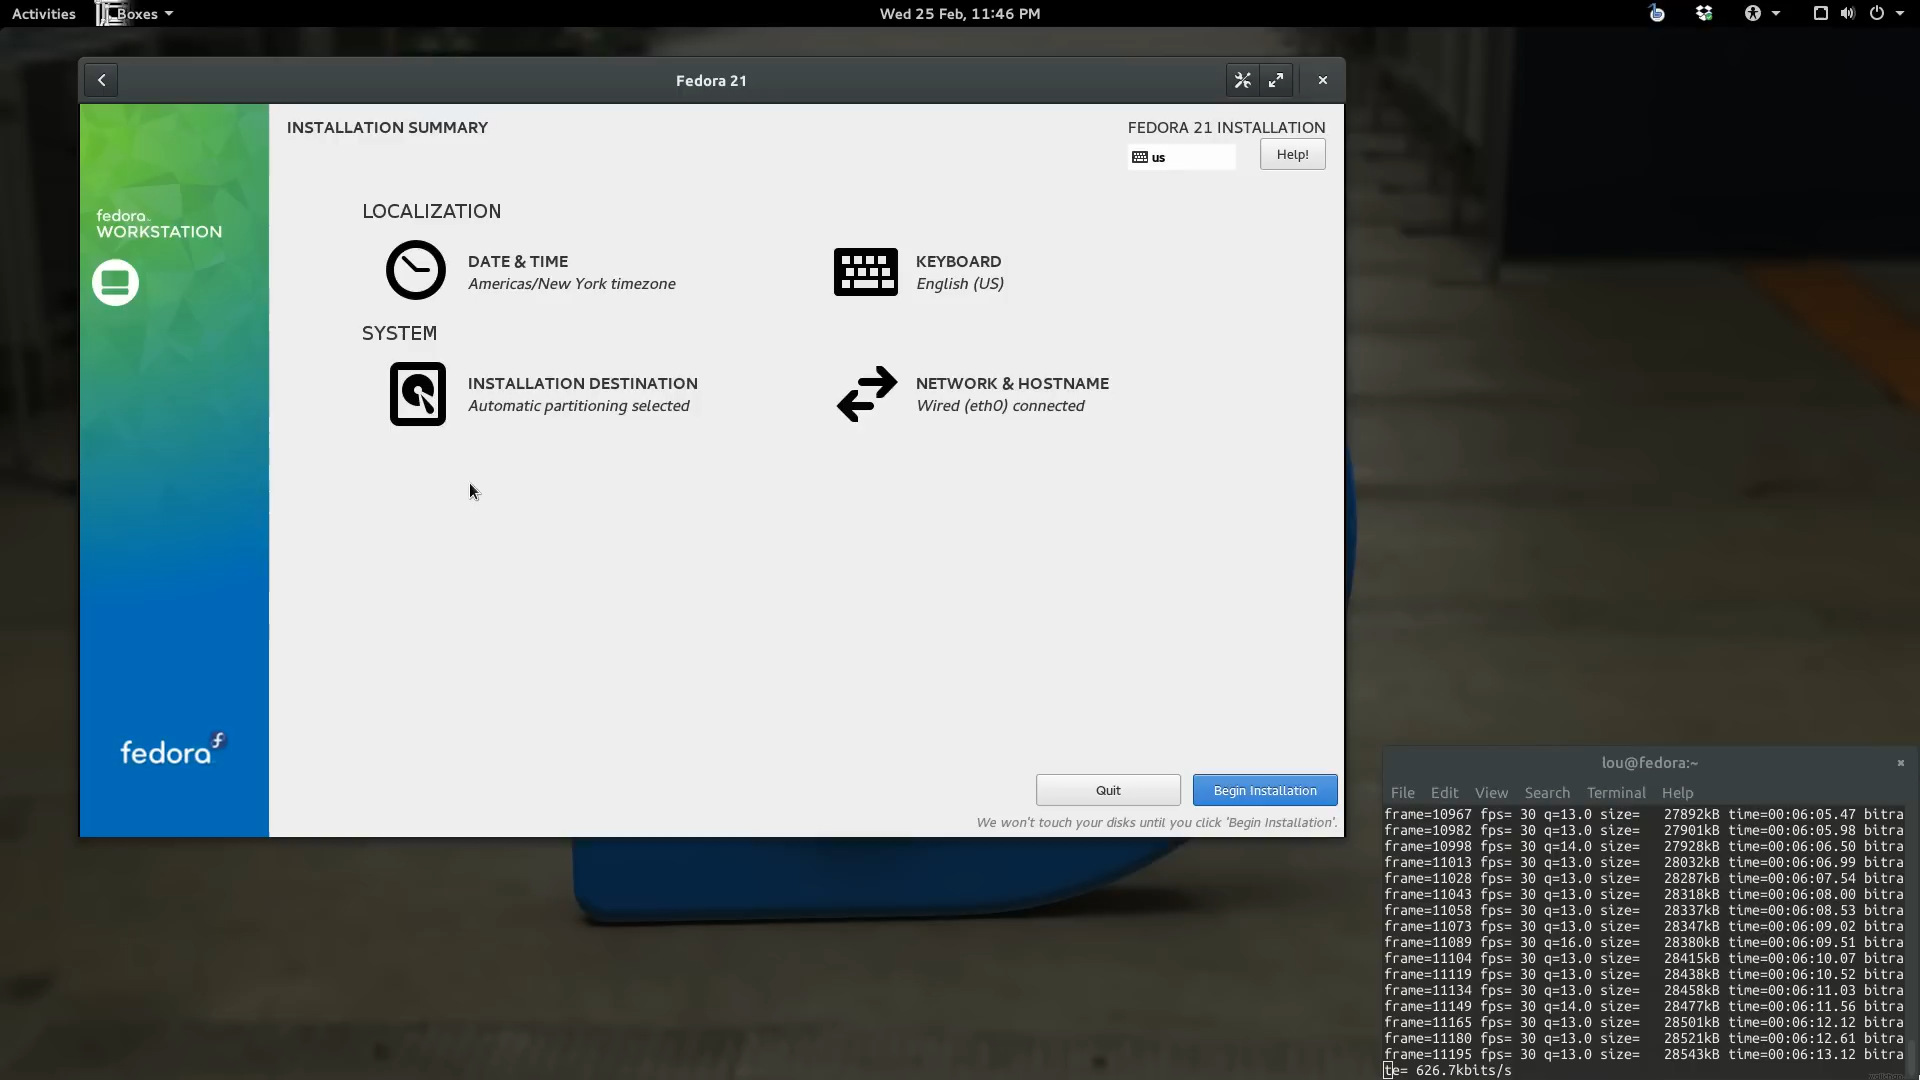 Activities
Boxes
Wed 25 Feb, 11:46 PM
Fedora 21
INSTALLATION SUMMARY
FEDORA 21 INSTALLATION
us
Help!
fedora
WORKSTATION
LOCALIZATION
DATE & TIME
Americas/New York timezone
KEYBOARD
English (US)
SYSTEM
INSTALLATION DESTINATION
Automatic partitioning selected
NETWORK & HOSTNAME
Wired (eth0) connected
fedora
Quit
Begin Installation
We won't touch your disks until you click 'Begin Installation'.
lou@fedora:~
File Edit View Search Terminal Help
frame=10967 fps= 30 q=13.0 size=   27892kB time=00:06:05.47 bitra
frame=10982 fps= 30 q=13.0 size=   27901kB time=00:06:05.98 bitra
frame=10998 fps= 30 q=14.0 size=   27928kB time=00:06:06.50 bitra
frame=11013 fps= 30 q=13.0 size=   28032kB time=00:06:06.99 bitra
frame=11028 fps= 30 q=13.0 size=   28287kB time=00:06:07.54 bitra
frame=11043 fps= 30 q=13.0 size=   28318kB time=00:06:08.00 bitra
frame=11058 fps= 30 q=13.0 size=   28337kB time=00:06:08.53 bitra
frame=11073 fps= 30 q=13.0 size=   28347kB time=00:06:09.02 bitra
frame=11089 fps= 30 q=16.0 size=   28380kB time=00:06:09.51 bitra
frame=11104 fps= 30 q=13.0 size=   28415kB time=00:06:10.07 bitra
frame=11119 fps= 30 q=13.0 size=   28438kB time=00:06:10.52 bitra
frame=11134 fps= 30 q=13.0 size=   28458kB time=00:06:11.03 bitra
frame=11149 fps= 30 q=14.0 size=   28477kB time=00:06:11.56 bitra
frame=11165 fps= 30 q=13.0 size=   28501kB time=00:06:12.12 bitra
frame=11180 fps= 30 q=13.0 size=   28521kB time=00:06:12.61 bitra
frame=11195 fps= 30 q=13.0 size=   28543kB time=00:06:13.12 bitra
te= 626.7kbits/s